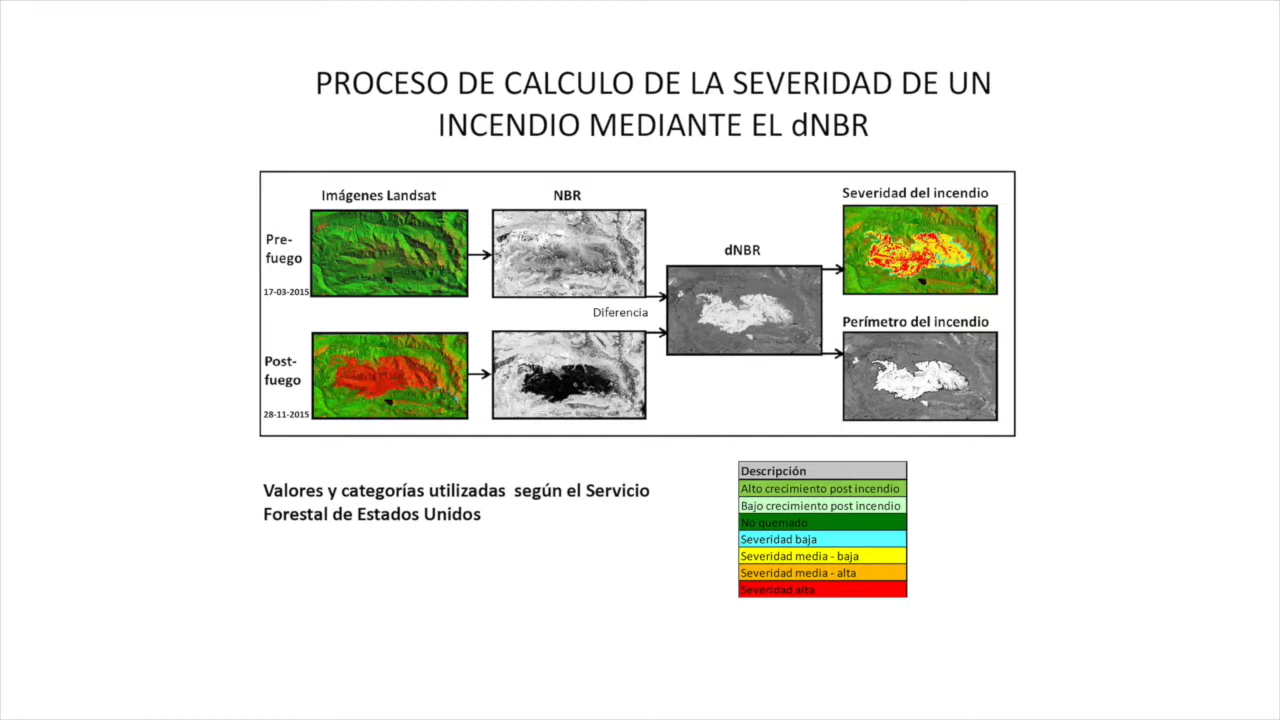 PROCESO DE CALCULO DE LA SEVERIDAD DE UN
INCENDIO MEDIANTE EL dNBR
Imágenes Landsat
NBR
Severidad del incendio
Pre-
fuego
17-03-2015
dNBR
Diferencia
Perímetro del incendio
Post-
fuego
28-11-2015
Valores y categorías utilizadas según el Servicio
Forestal de Estados Unidos
Descripción
Alto crecimiento post incendio
Bajo crecimiento post incendio
No quemado
Severidad baja
Severidad media - baja
Severidad media - alta
Severidad alta